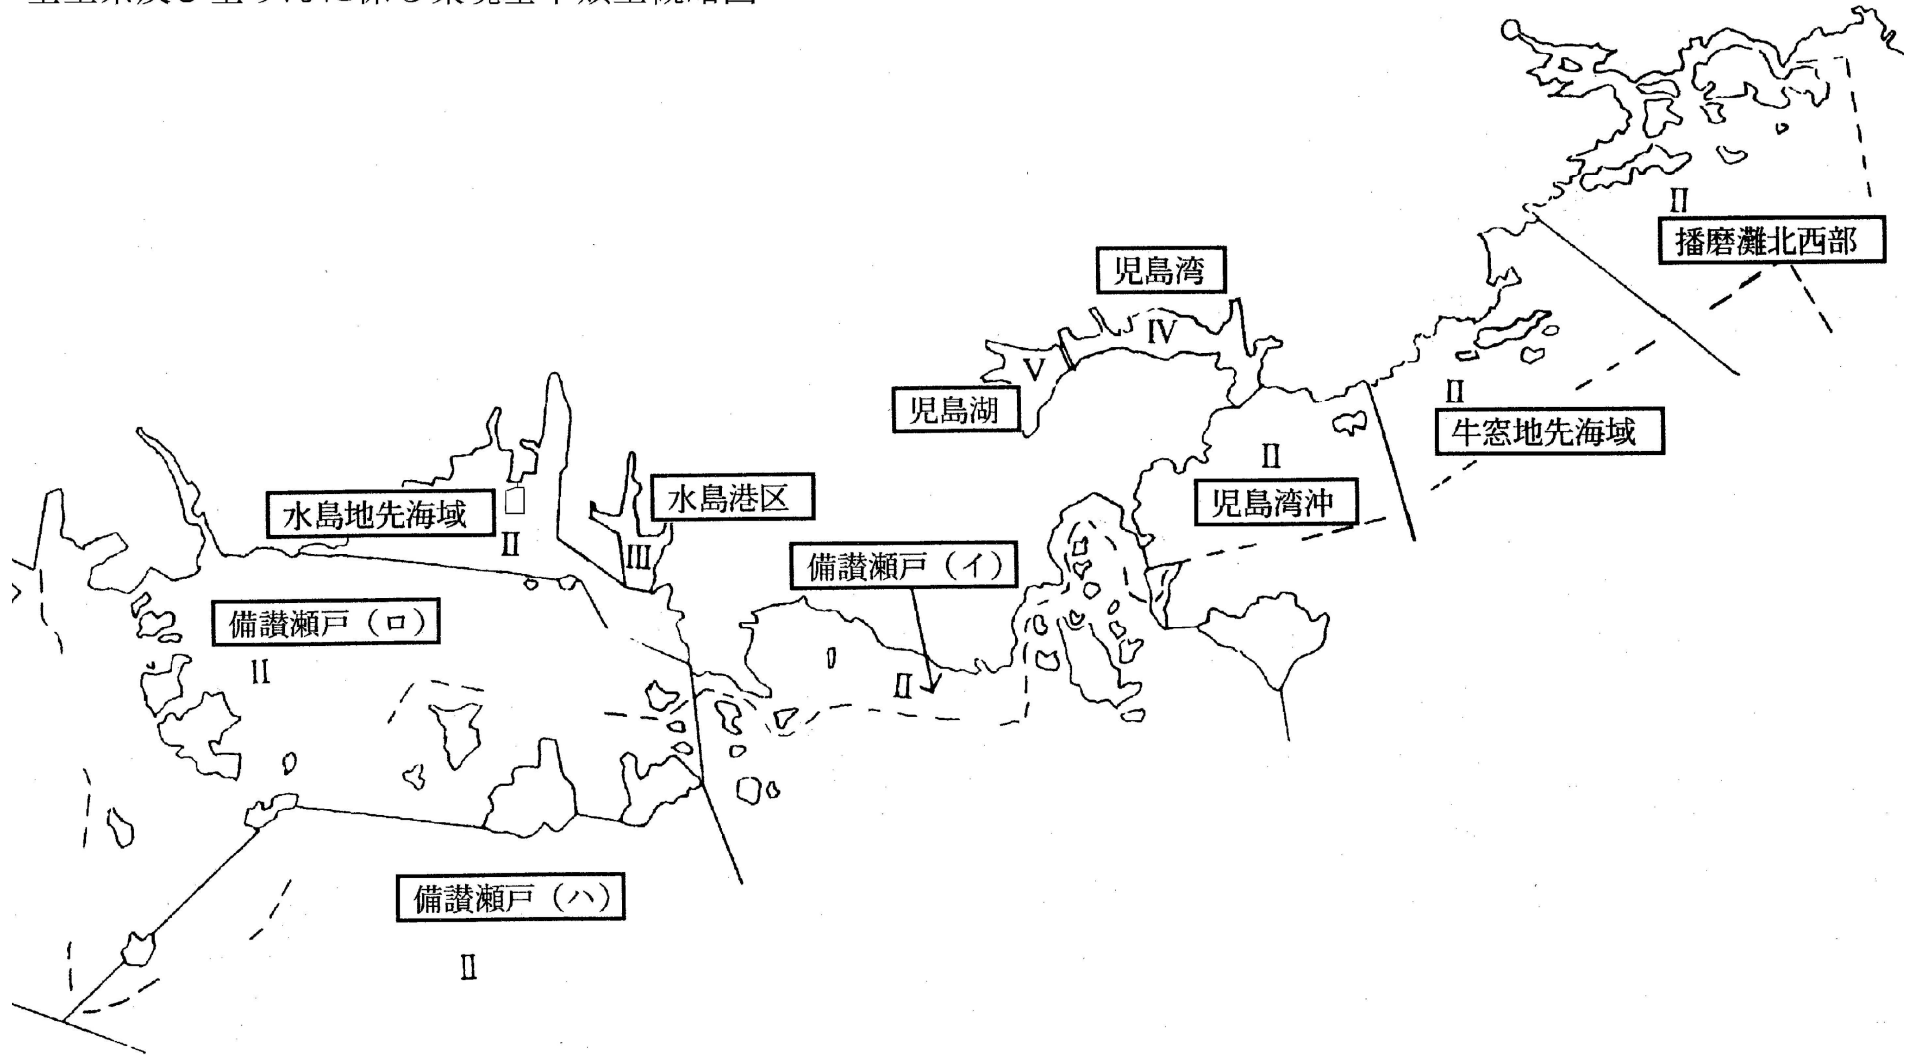 播磨灘北西部
Ⅱ
児島湾
Ⅳ
Ⅴ
児島湖
Ⅱ
牛窓地先海域
Ⅱ
児島湾沖
水島港区
Ⅲ
水島地先海域
Ⅱ
備讃瀬戸（イ）
Ⅱ
備讃瀬戸（ロ）
Ⅱ
備讃瀬戸（ハ）
Ⅱ